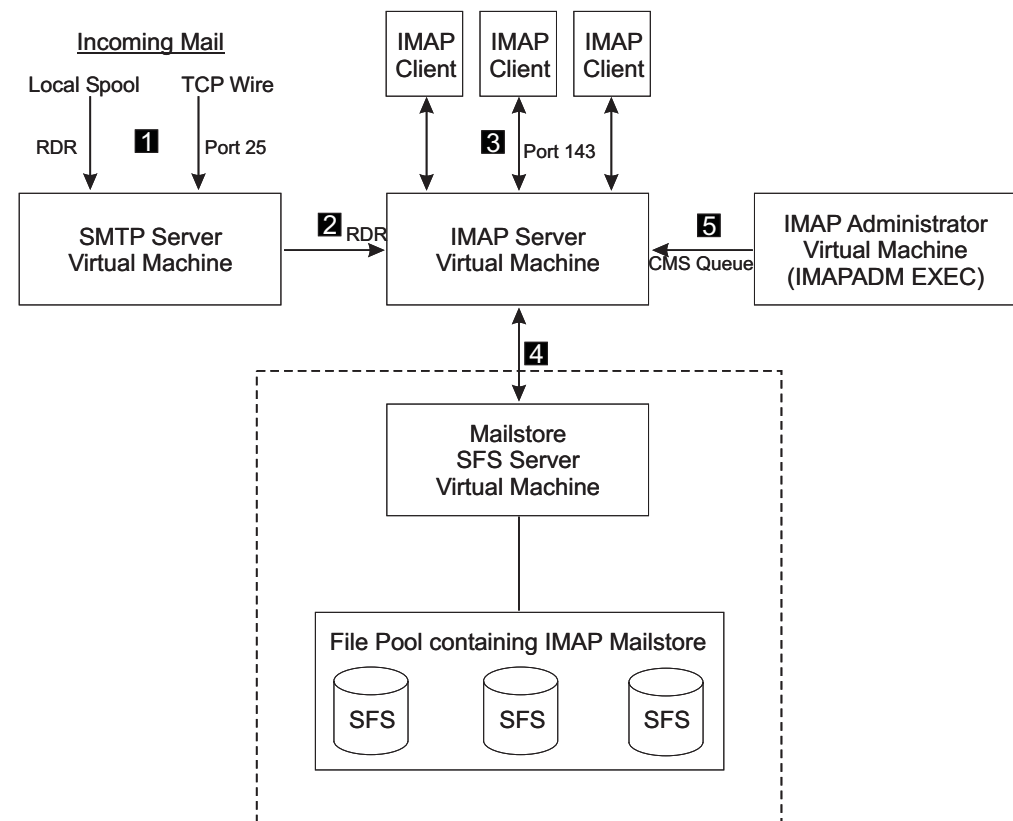 Incoming Mail
Local Spool
TCP Wire
RDR
1
Port 25
IMAP
Client
IMAP
Client
IMAP
Client
3
Port 143
SMTP Server
Virtual Machine
2
RDR
IMAP Server
Virtual Machine
5
CMS Queue
IMAP Administrator
Virtual Machine
(IMAPADM EXEC)
4
Mailstore
SFS Server
Virtual Machine
File Pool containing IMAP Mailstore
SFS
SFS
SFS